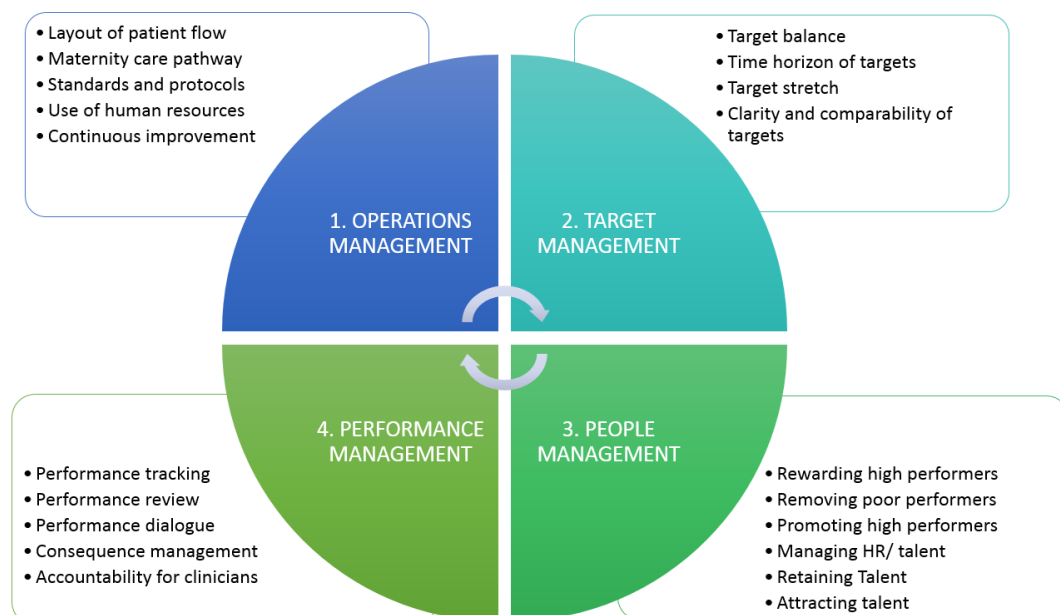 • Layout of patient flow
• Maternity care pathway
• Standards and protocols
• Use of human resources
• Continuous improvement
• Target balance
• Time horizon of targets
• Target stretch
• Clarity and comparability of
targets
1. OPERATIONS
MANAGEMENT
2. TARGET
MANAGEMENT
4. PERFORMANCE
MANAGEMENT
3. PEOPLE
MANAGEMENT
• Performance tracking
• Performance review
• Performance dialogue
• Consequence management
• Accountability for clinicians
• Rewarding high performers
• Removing poor performers
• Promoting high performers
• Managing HR/ talent
• Retaining Talent
• Attracting talent